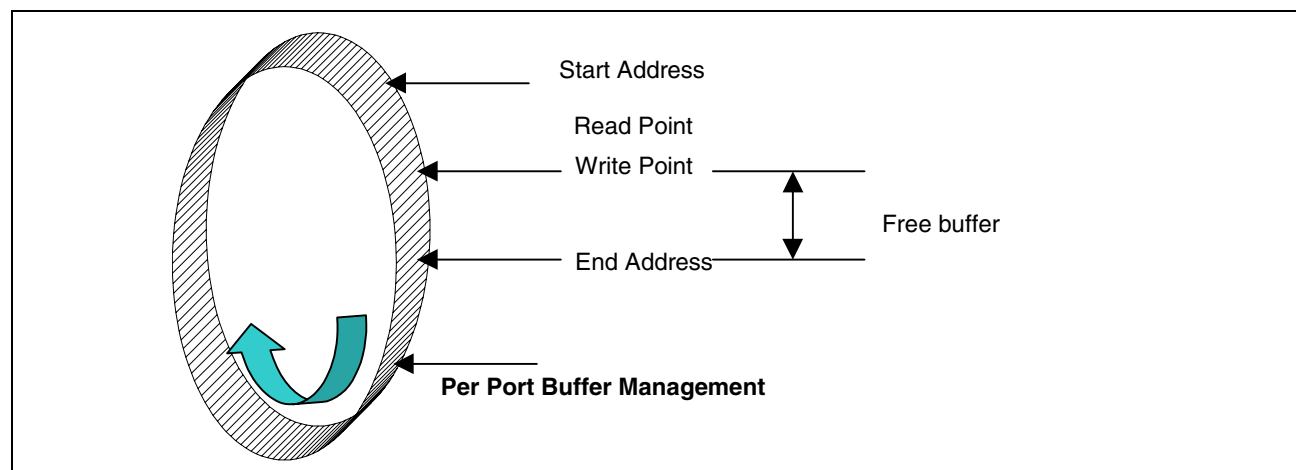 Start Address
Read Point
Write Point
Free buffer
End Address
Per Port Buffer Management